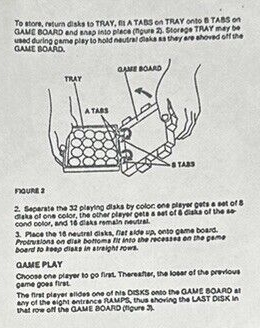 To store, return disks to TRAY, fit A TABS on TRAY onto B TABS on
GAME BOARD and snap into place (figure 2). Storage TRAY may be
used during game play to hold neutral disks as they are shoved off the
GAME BOARD.
GAME BOARD
TRAY
A TABS
B TABS
FIGURE 2
2. Separate the 32 playing disks by color: one player gets a set of 8
disks of one color, the other player gets a set of 8 disks of the se-
cond color, and 16 disks remain neutral.
3. Place the 16 neutral disks, flat side up, onto game board.
Protrusions on disk bottoms fit into the recesses on the game
board to keep disks in straight rows.
GAME PLAY
Choose one player to go first. Thereafter, the loser of the previous
game goes first.
The first player slides one of his DISKS onto the GAME BOARD at
any of the eight entrance RAMPS, thus shoving the LAST DISK in
that row off the GAME BOARD (figure 3).